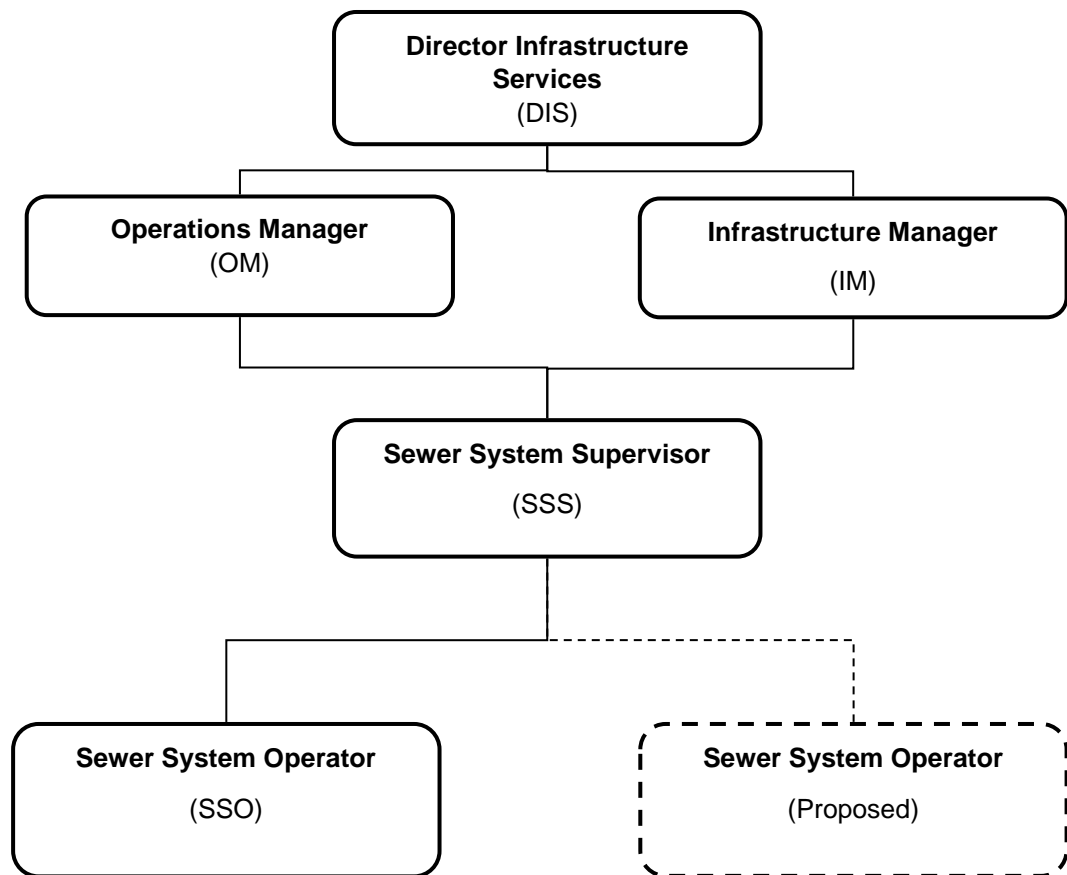 Director Infrastructure
Services
(DIS)
Operations Manager
(OM)
Infrastructure Manager
(IM)
Sewer System Supervisor
(SSS)
Sewer System Operator
(SSO)
Sewer System Operator
(Proposed)